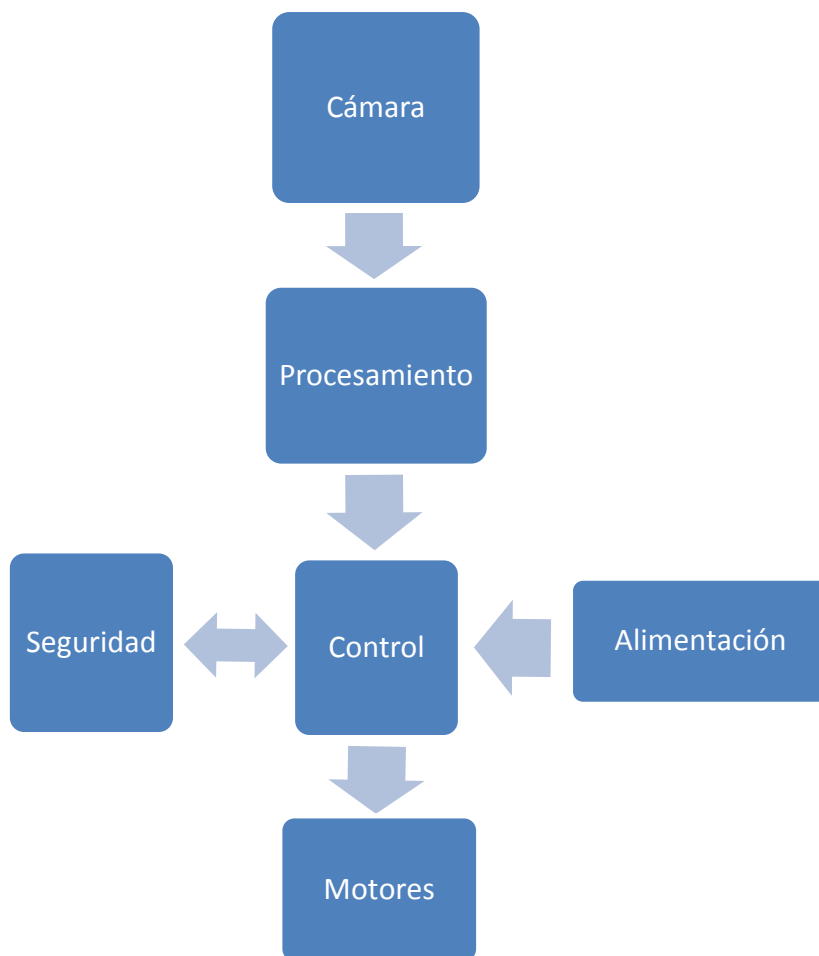 Cámara
Procesamiento
Seguridad
Control
Alimentación
Motores